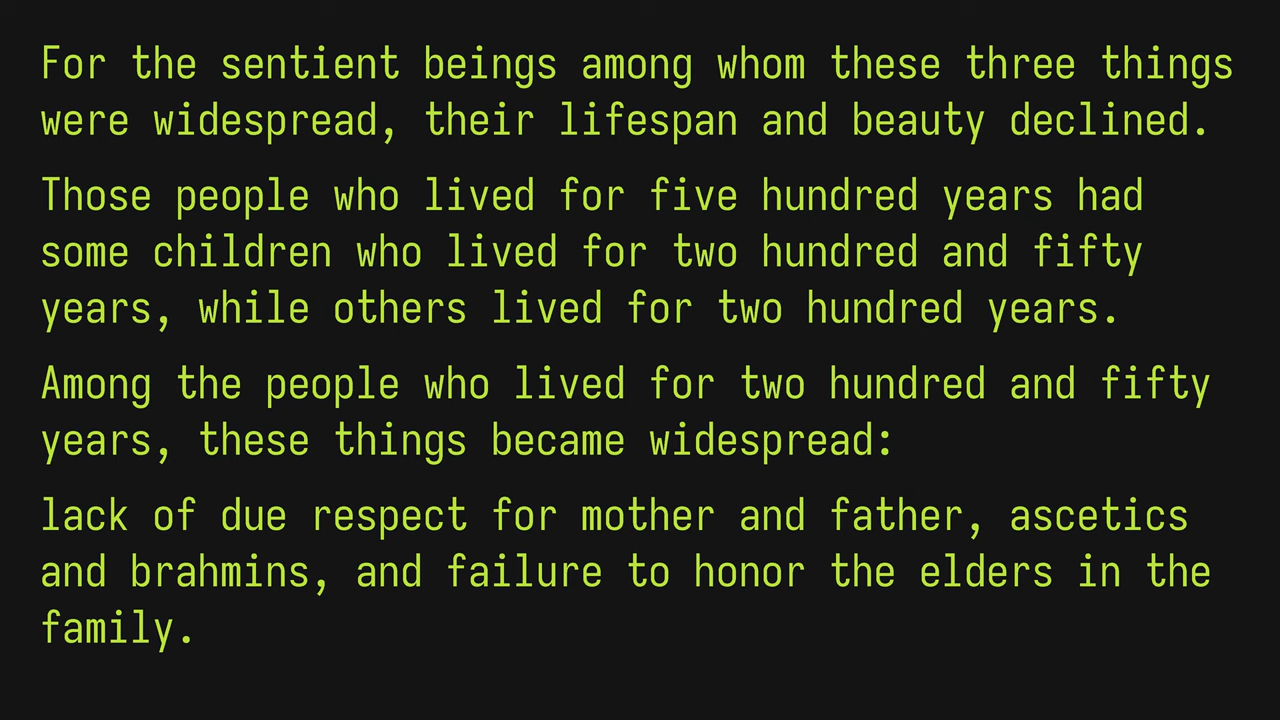 For the sentient beings among whom these three things
were widespread, their lifespan and beauty declined.
Those people who lived for five hundred years had
some children who lived for two hundred and fifty
years, while others lived for two hundred years.
Among the people who lived for two hundred and fifty
years, these things became widespread:
lack of due respect for mother and father, ascetics
and brahmins, and failure to honor the elders in the
family.